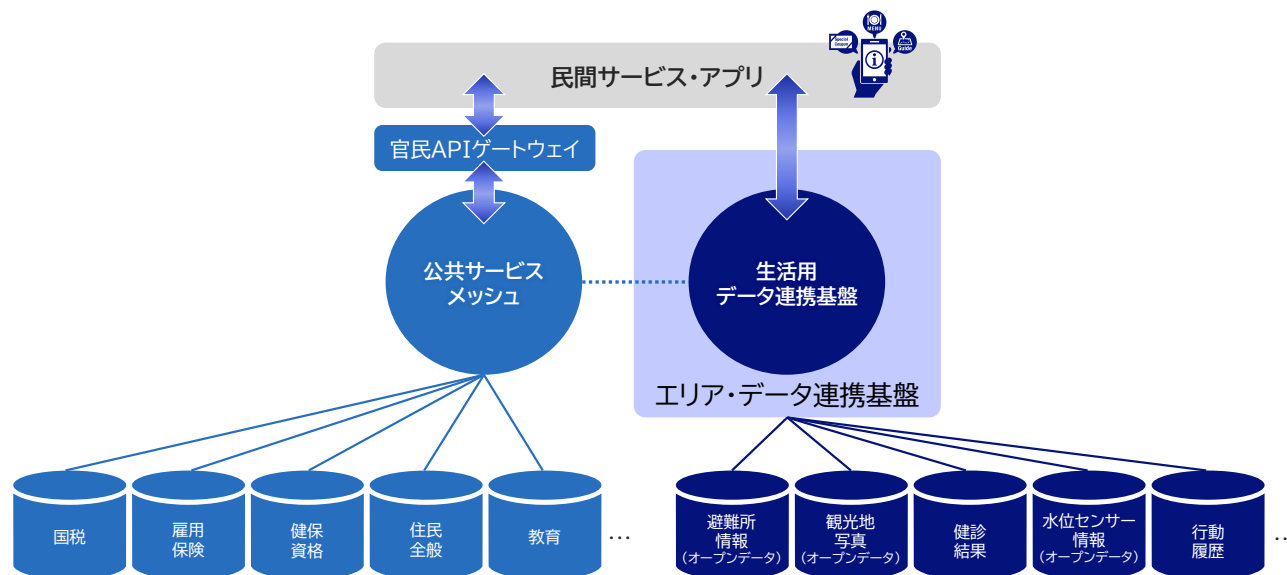 Special
Coupon
MENU
Guide
民間サービス・アプリ
官民APIゲートウェイ
公共サービス
メッシュ
生活用
データ連携基盤
エリア・データ連携基盤
国税
雇用
保険
健保
資格
住民
全般
教育
…
避難所
情報
(オープンデータ)
観光地
写真
(オープンデータ)
健診
結果
水位センサー
情報
(オープンデータ)
行動
履歴
…